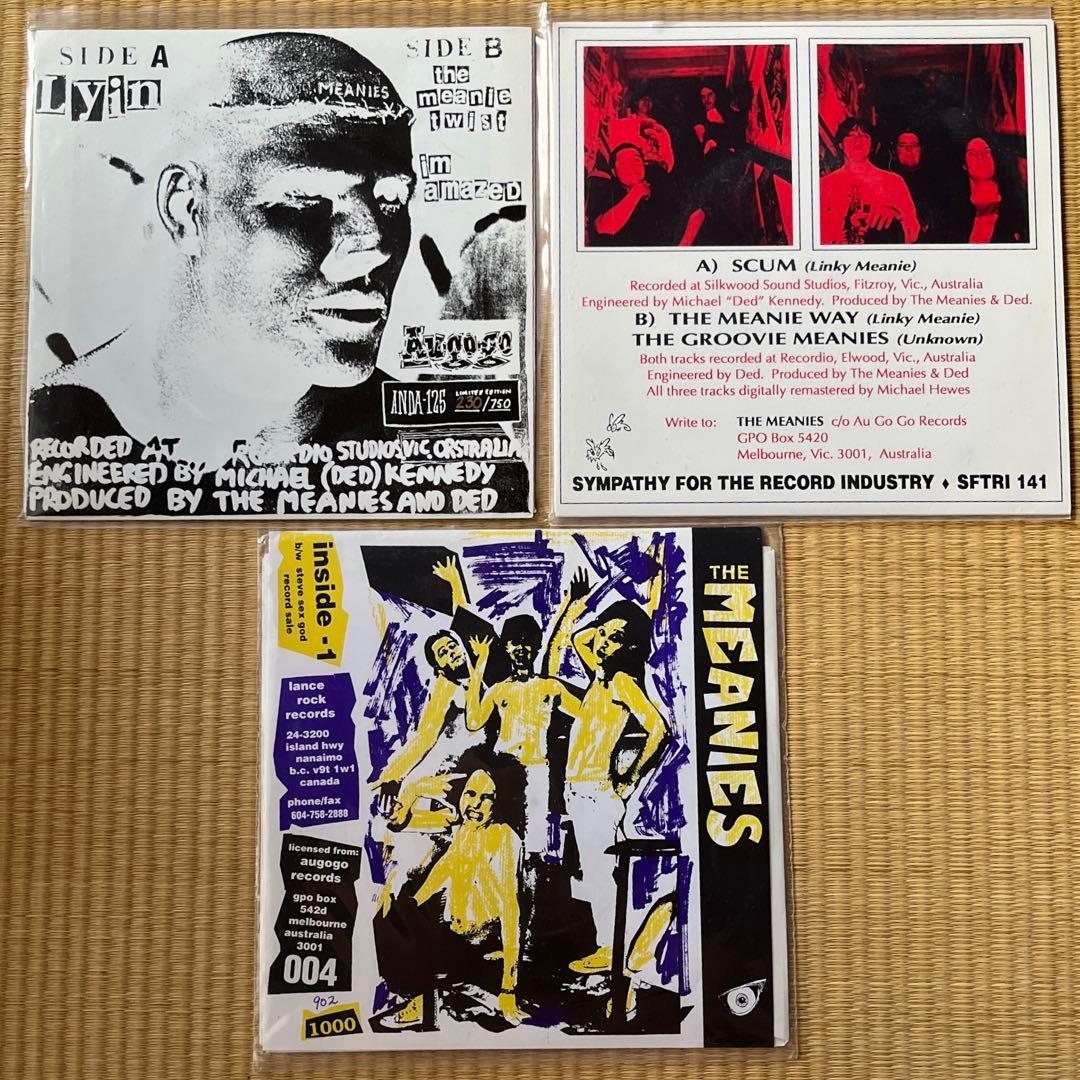 SIDE A
Lyin
SIDE B
the
meanie
twist
im
amazed
MEANIES
Augogo
ANDA-125
LIMITED EDITION
230/750
RECORDED AT RECORDIO STUDIOS VIC, ORSTRALIA
ENGINEERED BY MICHAEL (DED) KENNEDY
PRODUCED BY THE MEANIES AND DED
A) SCUM (Linky Meanie)
Recorded at Silkwood Sound Studios, Fitzroy, Vic., Australia
Engineered by Michael "Ded" Kennedy. Produced by The Meanies & Ded.
B) THE MEANIE WAY (Linky Meanie)
THE GROOVIE MEANIES (Unknown)
Both tracks recorded at Recordio, Elwood, Vic., Australia
Engineered by Ded. Produced by The Meanies & Ded
All three tracks digitally remastered by Michael Hewes
Write to: THE MEANIES c/o Au Go Go Records
GPO Box 5420
Melbourne, Vic. 3001, Australia
SYMPATHY FOR THE RECORD INDUSTRY ♦ SFTRI 141
inside - 1
b/w steve sex god
record sale
lance
rock
records
24-3200
island hwy
nanaimo
b.c. v9t 1w1
canada
phone/fax
604-758-2888
licensed from:
augogo
records
gpo box
542d
melbourne
australia
3001
004
902
1000
THE
MEANIES